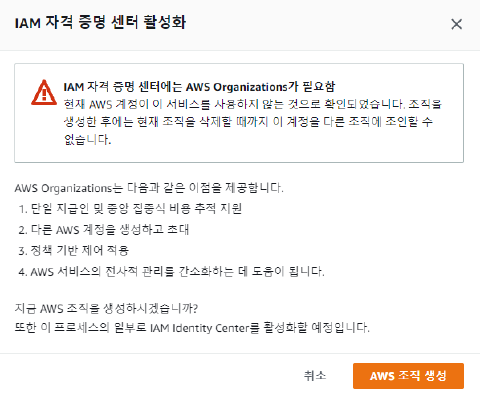 IAM 자격 증명 센터 활성화
IAM 자격 증명 센터에는 AWS Organizations가 필요함
현재 AWS 계정이 이 서비스를 사용하지 않는 것으로 확인되었습니다. 조직을
생성한 후에는 현재 조직을 삭제할 때까지 이 계정을 다른 조직에 조인할 수
없습니다.
AWS Organizations는 다음과 같은 이점을 제공합니다.
1. 단일 지급인 및 중앙 집중식 비용 추적 지원
2. 다른 AWS 계정을 생성하고 초대
3. 정책 기반 제어 적용
4. AWS 서비스의 전사적 관리를 간소화하는 데 도움이 됩니다.
지금 AWS 조직을 생성하시겠습니까?
또한 이 프로세스의 일부로 IAM Identity Center를 활성화할 예정입니다.
취소
AWS 조직 생성